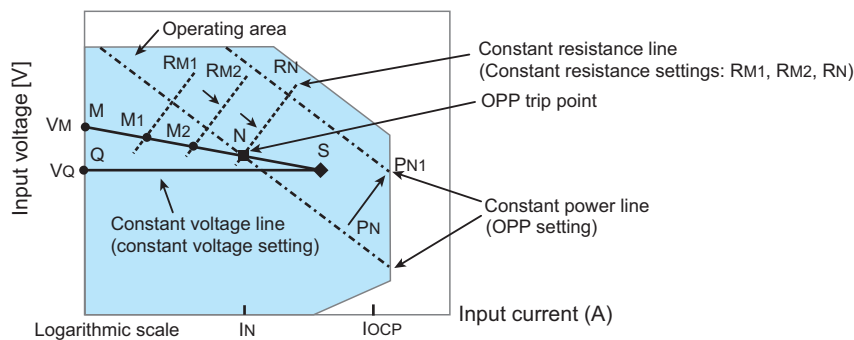 Operating area
RM1
RM2
RN
Constant resistance line
(Constant resistance settings: RM1, RM2, RN)
OPP trip point
Input voltage [V]
VM
M
M1
M2
N
S
VQ
Q
PN1
PN
Constant voltage line
(constant voltage setting)
Constant power line
(OPP setting)
Logarithmic scale
IN
IOCP
Input current (A)